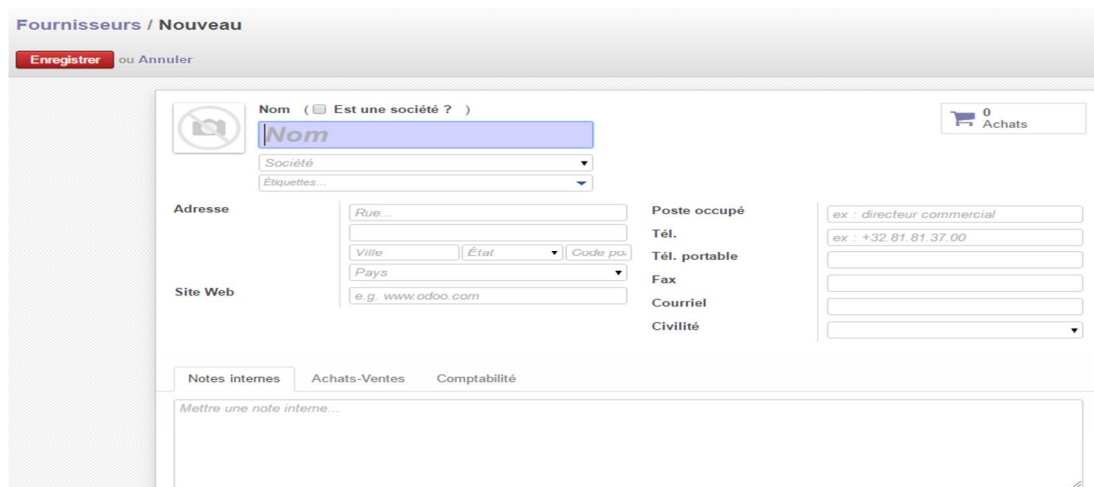 Fournisseurs / Nouveau
Enregistrer ou Annuler
Nom ( Est une société ? )
0
Achats
Nom
Société
Étiquettes...
Adresse
Rue...
Ville État Code po
Pays
Site Web
e.g. www.odoo.com
Poste occupé ex : directeur commercial
Tél. ex : +32.81.81.37.00
Tél. portable
Fax
Courriel
Civilité
Notes internes Achats-Ventes Comptabilité
Mettre une note interne...